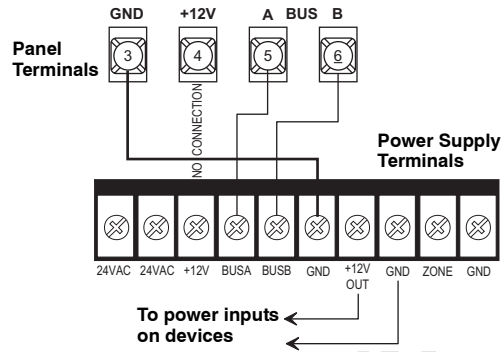 GND +12V A BUS B
Panel
Terminals
3 4 5 6
NO CONNECTION
Power Supply
Terminals
24VAC 24VAC +12V BUSA BUSB GND +12V
OUT GND ZONE GND
To power inputs
on devices